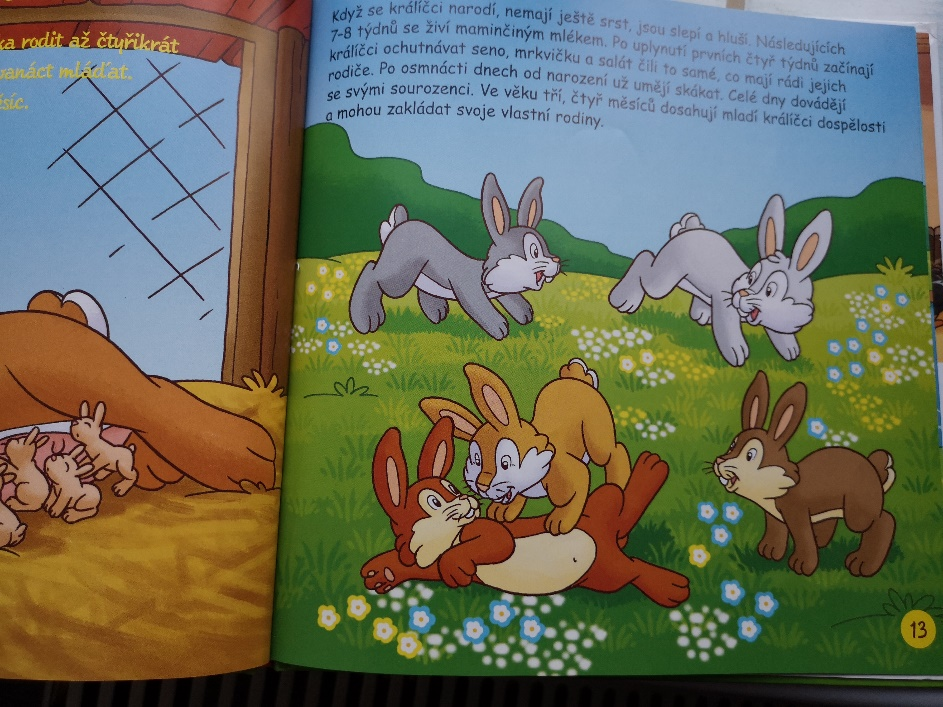 rodit až čtyřikrát
mláďat.
Když se králíčci narodí, nemají ještě srst, jsou slepí a hluší. Následujících
7-8 týdnů se živí maminčiným mlékem. Po uplynutí prvních čtyř týdnů začínají
králíčci ochutnávat seno, mrkvičku a salát čili to samé, co mají rádi jejich
rodiče. Po osmnácti dnech od narození už umějí skákat. Celé dny dovádějí
se svými sourozenci. Ve věku tří, čtyř měsíců dosahují mladí králíčci dospělosti
a mohou zakládat svoje vlastní rodiny.
13